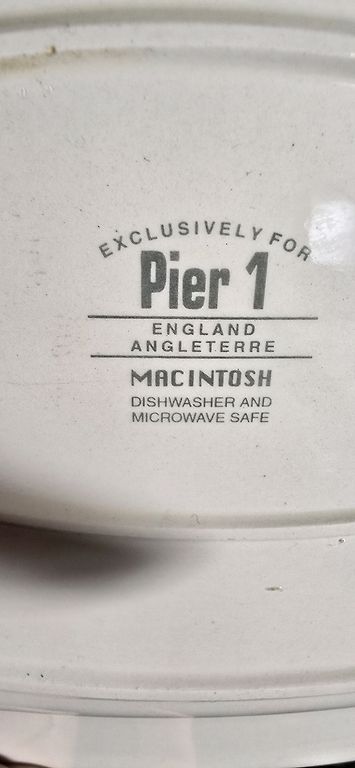 EXCLUSIVELY FOR
Pier 1
ENGLAND
ANGLETERRE
MACINTOSH
DISHWASHER AND
MICROWAVE SAFE